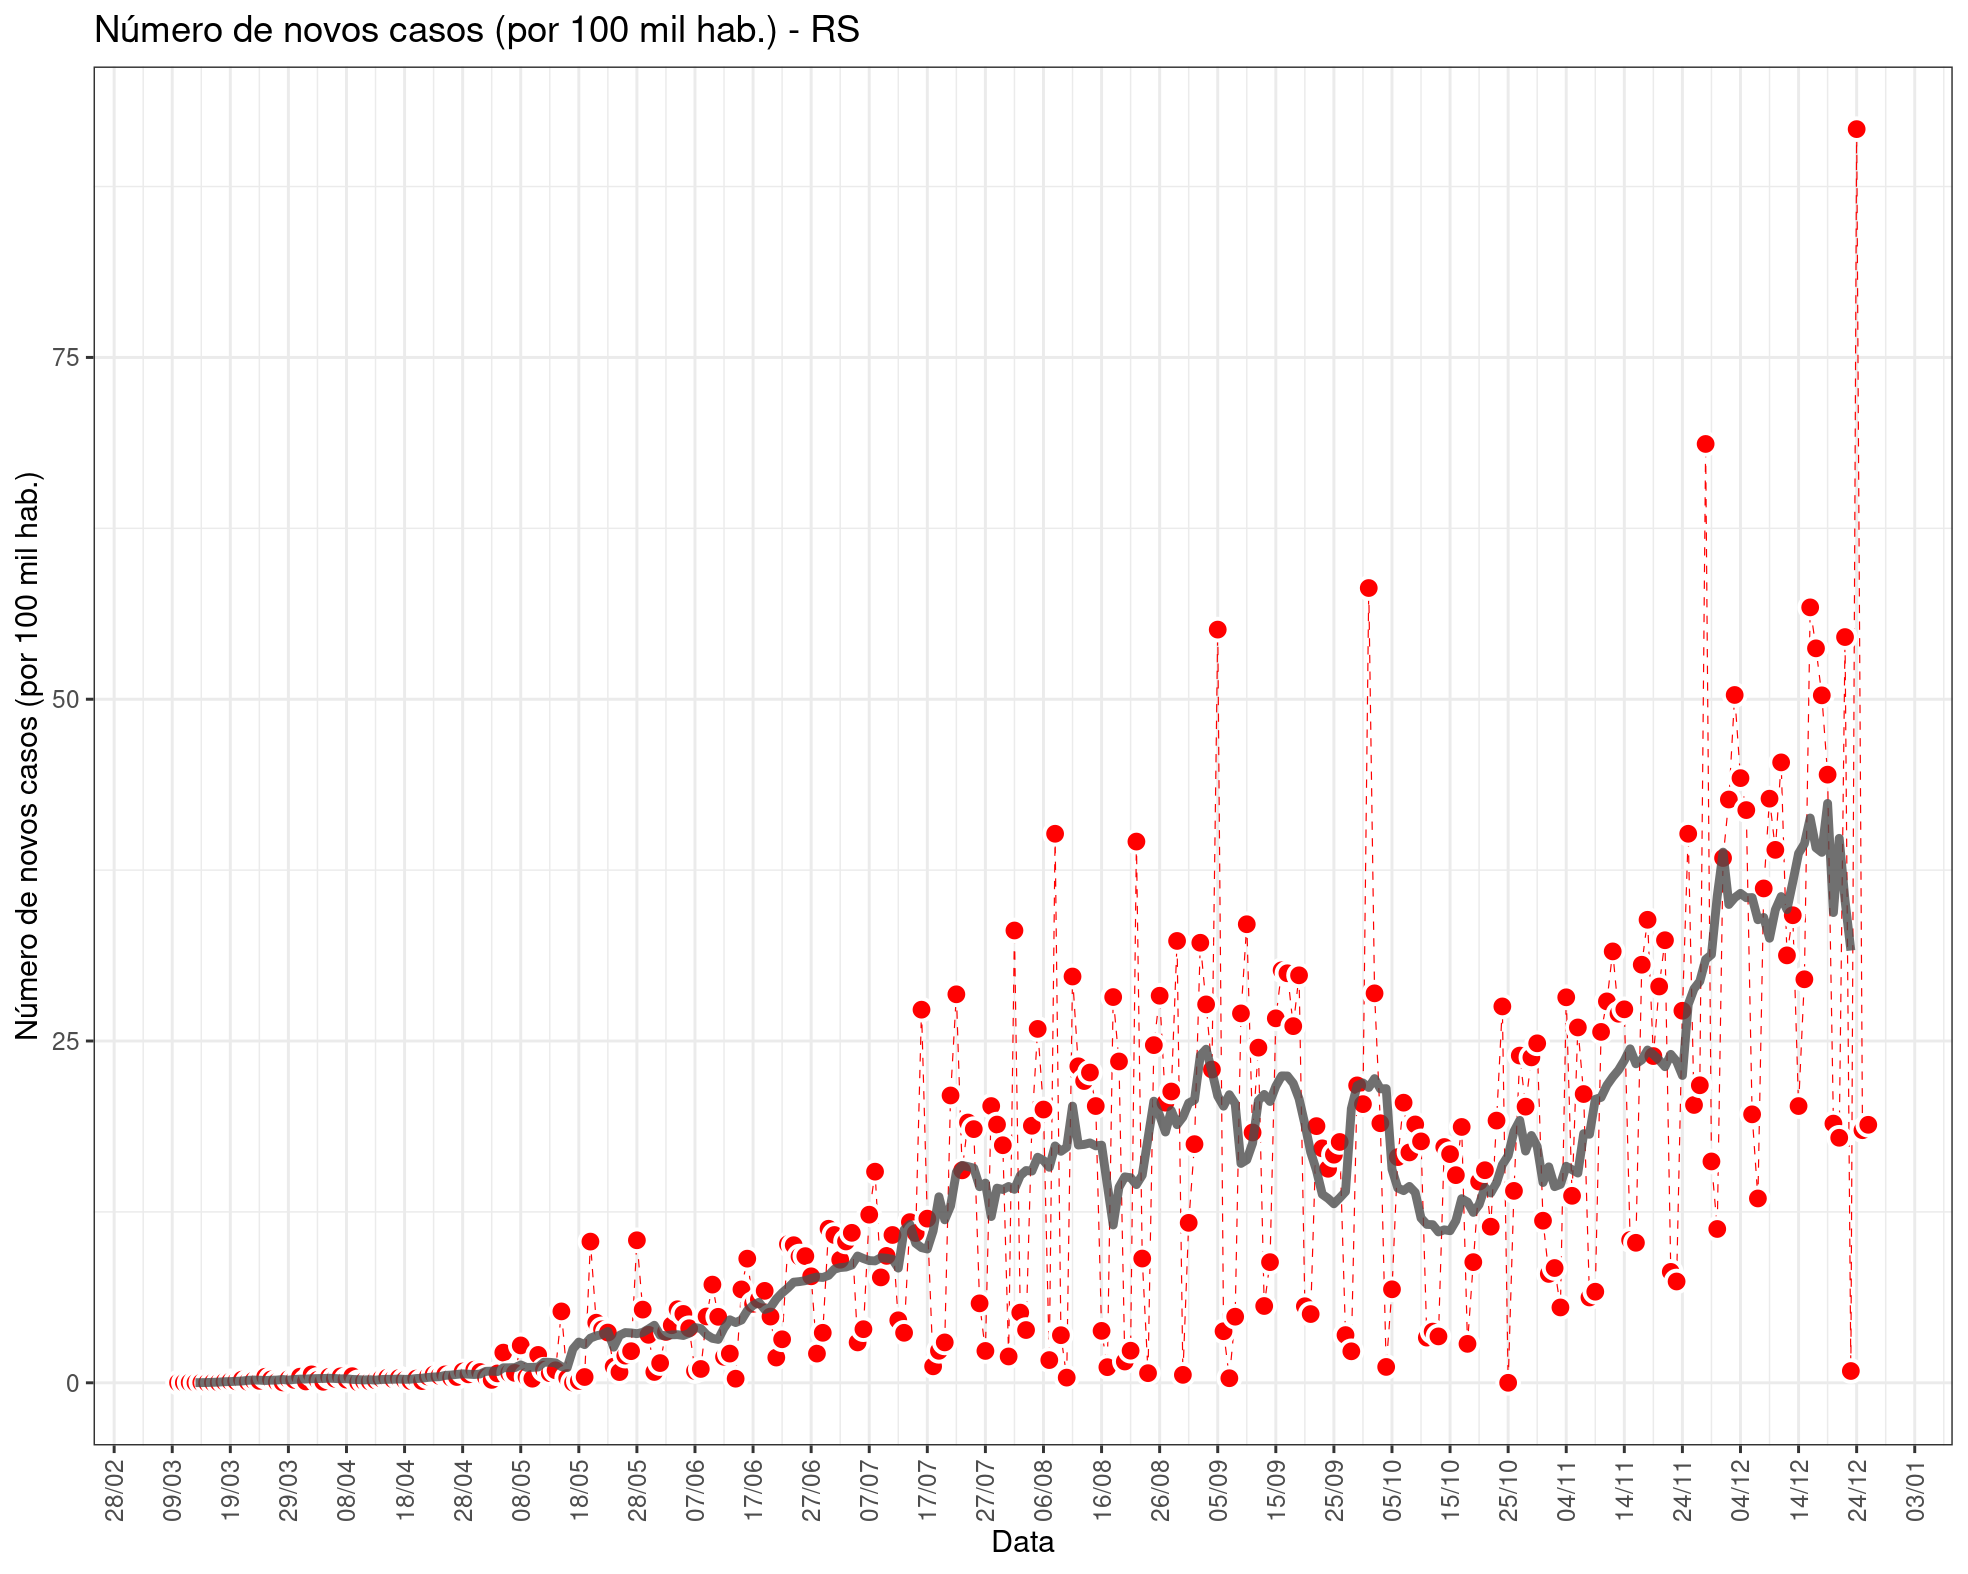 Número de novos casos (por 100 mil hab.) - RS
Número de novos casos (por 100 mil hab.)
75
50
25
0
28/02 09/03 19/03 29/03 08/04 18/04 28/04 08/05 18/05 28/05 07/06 17/06 27/06 07/07 17/07 27/07 06/08 16/08 26/08 05/09 15/09 25/09 05/10 15/10 25/10 04/11 14/11 24/11 04/12 14/12 24/12 03/01
Data